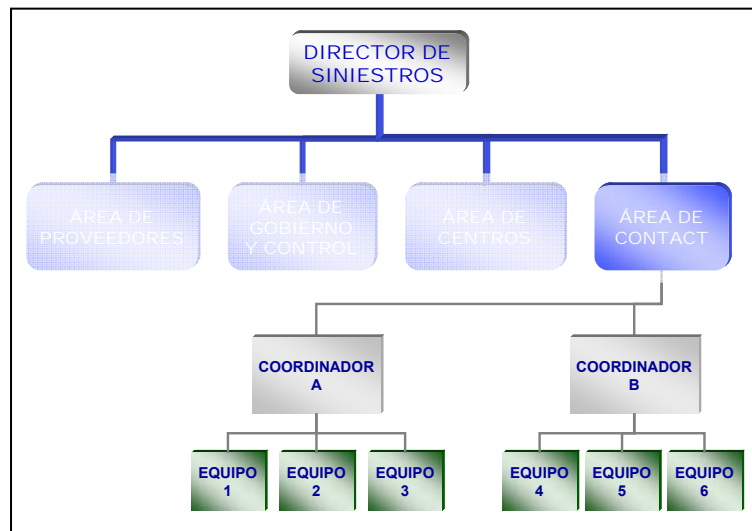 DIRECTOR DE
SINIESTROS
ÁREA DE
PROVEEDORES
ÁREA DE
GOBIERNO
Y CONTROL
ÁREA DE
CENTROS
ÁREA DE
CONTACT
COORDINADOR
A
COORDINADOR
B
EQUIPO
1
EQUIPO
2
EQUIPO
3
EQUIPO
4
EQUIPO
5
EQUIPO
6